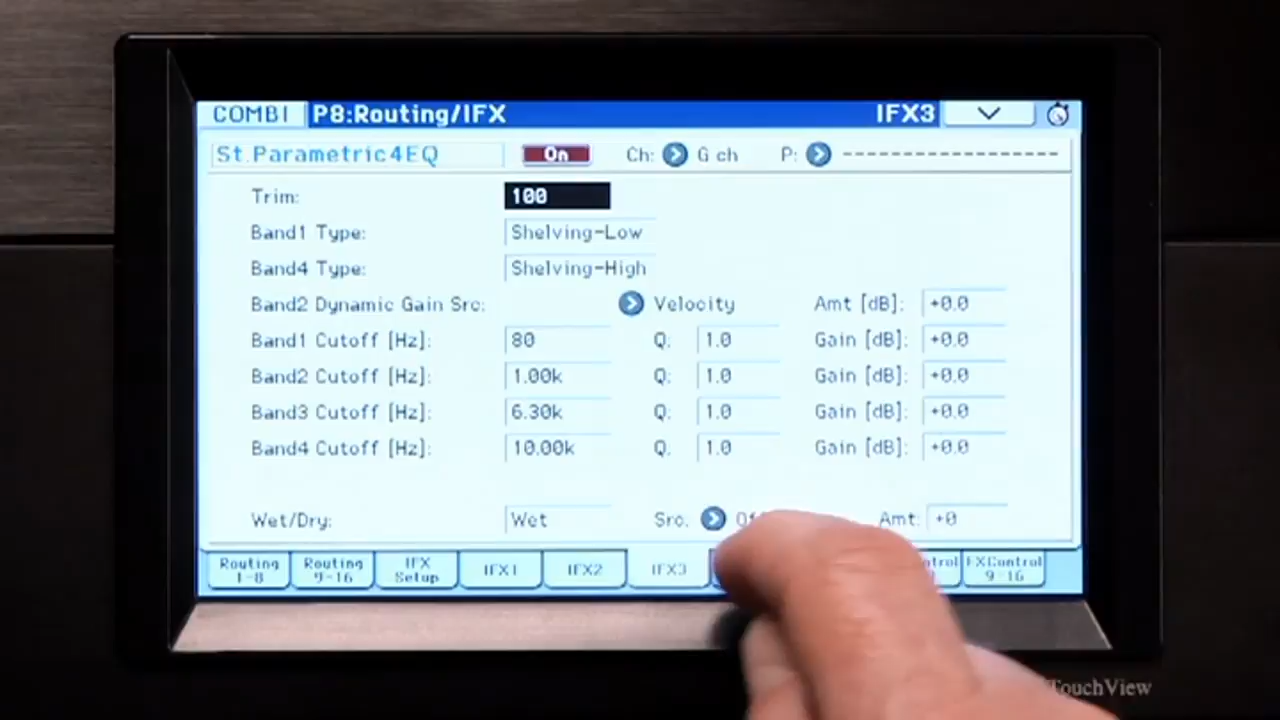 COMBI P8:Routing/IFX IFX3
St.Parametric4EQ On Ch: G ch P: ---------------------
Trim: 100
Band1 Type: Shelving-Low
Band4 Type: Shelving-High
Band2 Dynamic Gain Src: Velocity Amt [dB]: +0.0
Band1 Cutoff [Hz]: 80 Q: 1.0 Gain [dB]: +0.0
Band2 Cutoff [Hz]: 1.00k Q: 1.0 Gain [dB]: +0.0
Band3 Cutoff [Hz]: 6.30k Q: 1.0 Gain [dB]: +0.0
Band4 Cutoff [Hz]: 10.00k Q: 1.0 Gain [dB]: +0.0
Wet/Dry: Wet Src: Amt: +0
Routing 1-8 Routing 9-16 IFX Setup IFX1 IFX2 IFX3 FXControl 9-16
TouchView